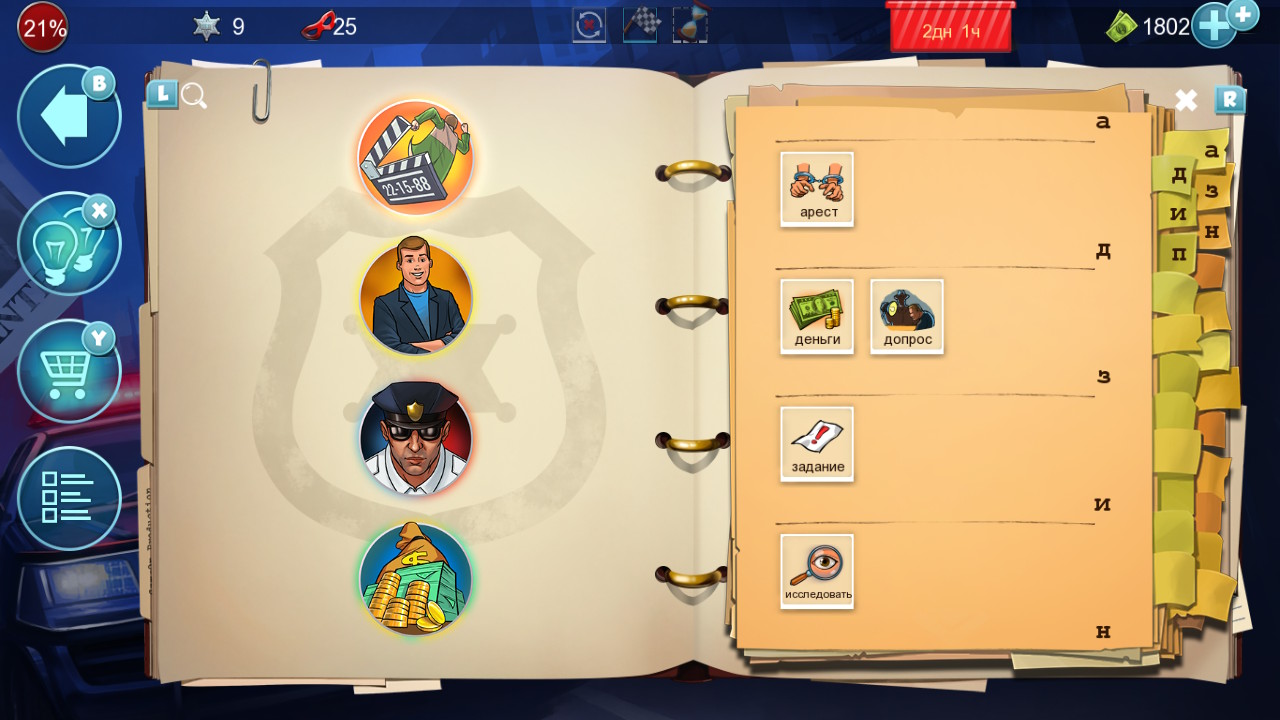 21%
9
25
2дн 1ч
1802
B
L
R
X
Y
22-15-88
а
арест
д
деньги
допрос
з
задание
и
исследовать
н
а
д
з
и
н
п